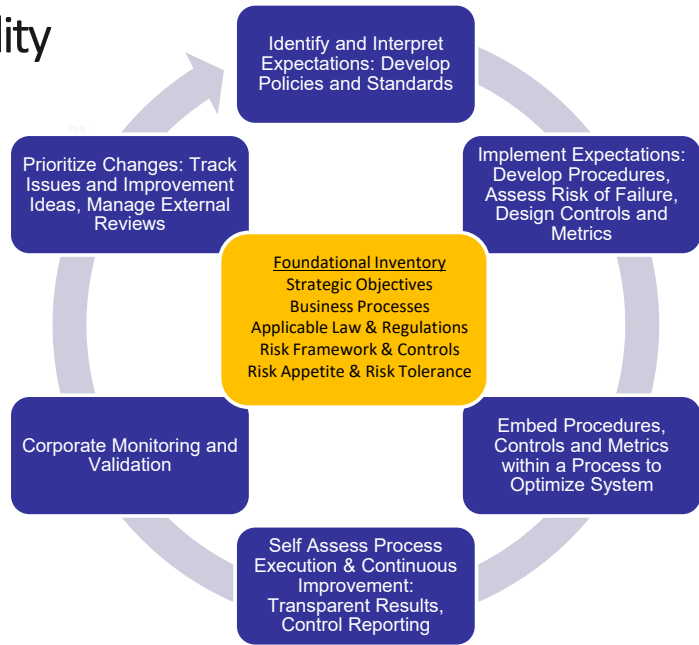 Identify and Interpret
Expectations: Develop
Policies and Standards
Implement Expectations:
Develop Procedures,
Assess Risk of Failure,
Design Controls and
Metrics
Embed Procedures,
Controls and Metrics
within a Process to
Optimize System
Self Assess Process
Execution & Continuous
Improvement:
Transparent Results,
Control Reporting
Corporate Monitoring and
Validation
Prioritize Changes: Track
Issues and Improvement
Ideas, Manage External
Reviews
Foundational Inventory
Strategic Objectives
Business Processes
Applicable Law & Regulations
Risk Framework & Controls
Risk Appetite & Risk Tolerance